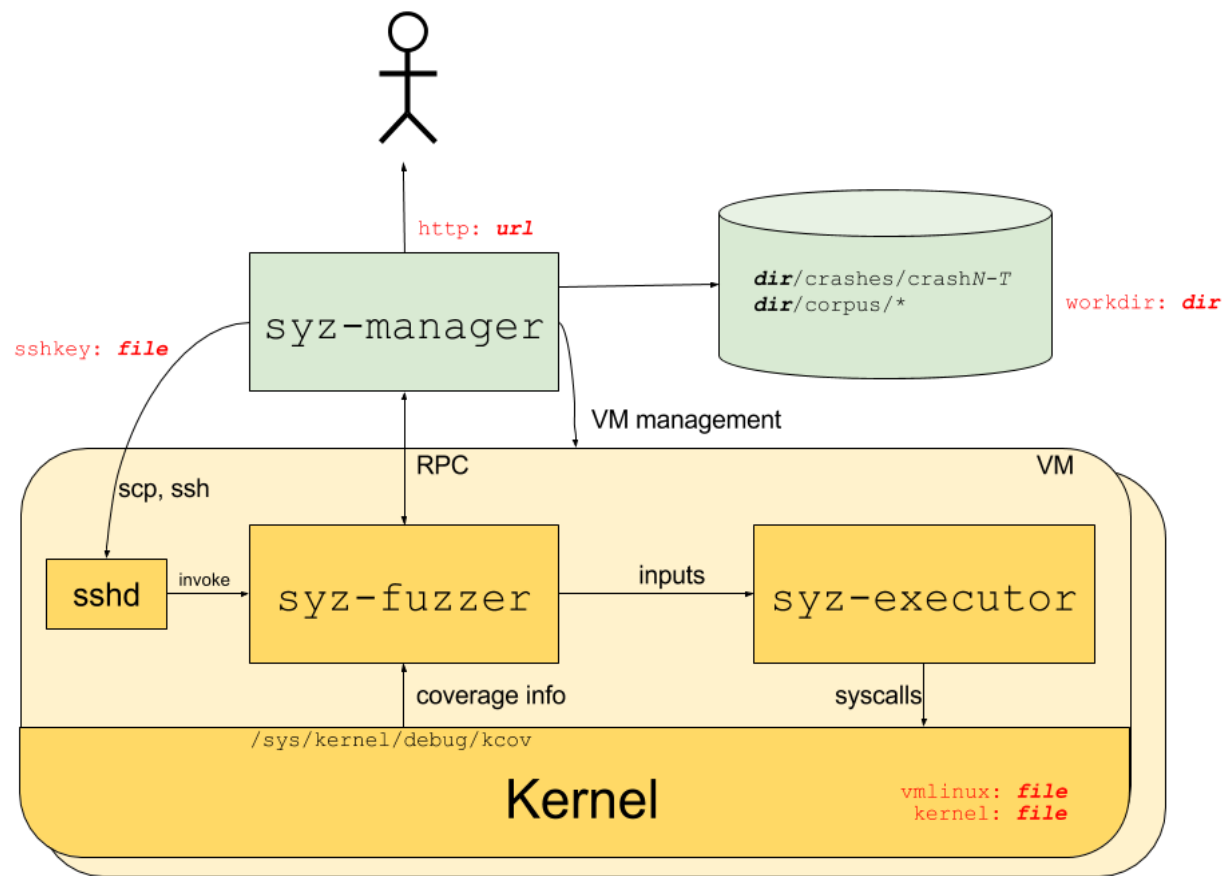 http: url
dir/crashes/crashN-T
dir/corpus/*
workdir: dir
syz-manager
sshkey: file
VM management
RPC
VM
scp, ssh
sshd
invoke
syz-fuzzer
inputs
syz-executor
coverage info
syscalls
/sys/kernel/debug/kcov
Kernel
vmlinux: file
kernel: file